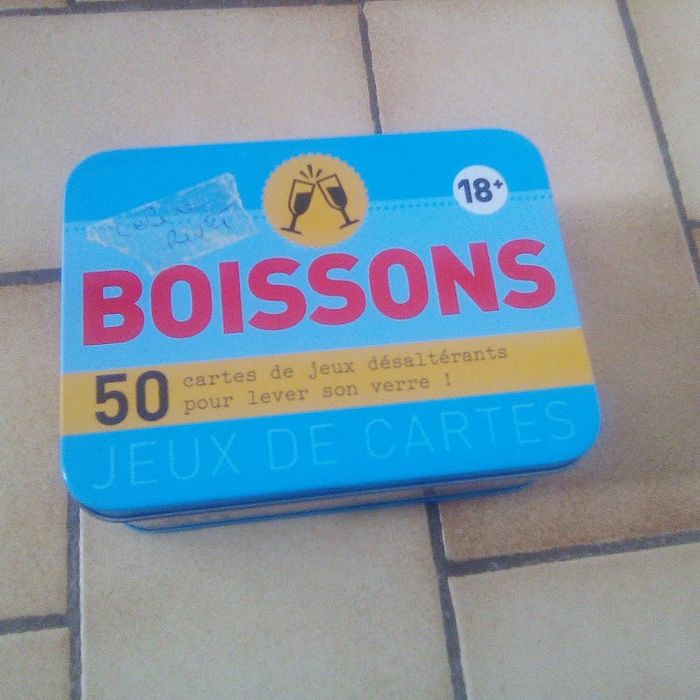 18+
BOISSONS
50 cartes de jeux désaltérants
pour lever son verre !
JEUX DE CARTES